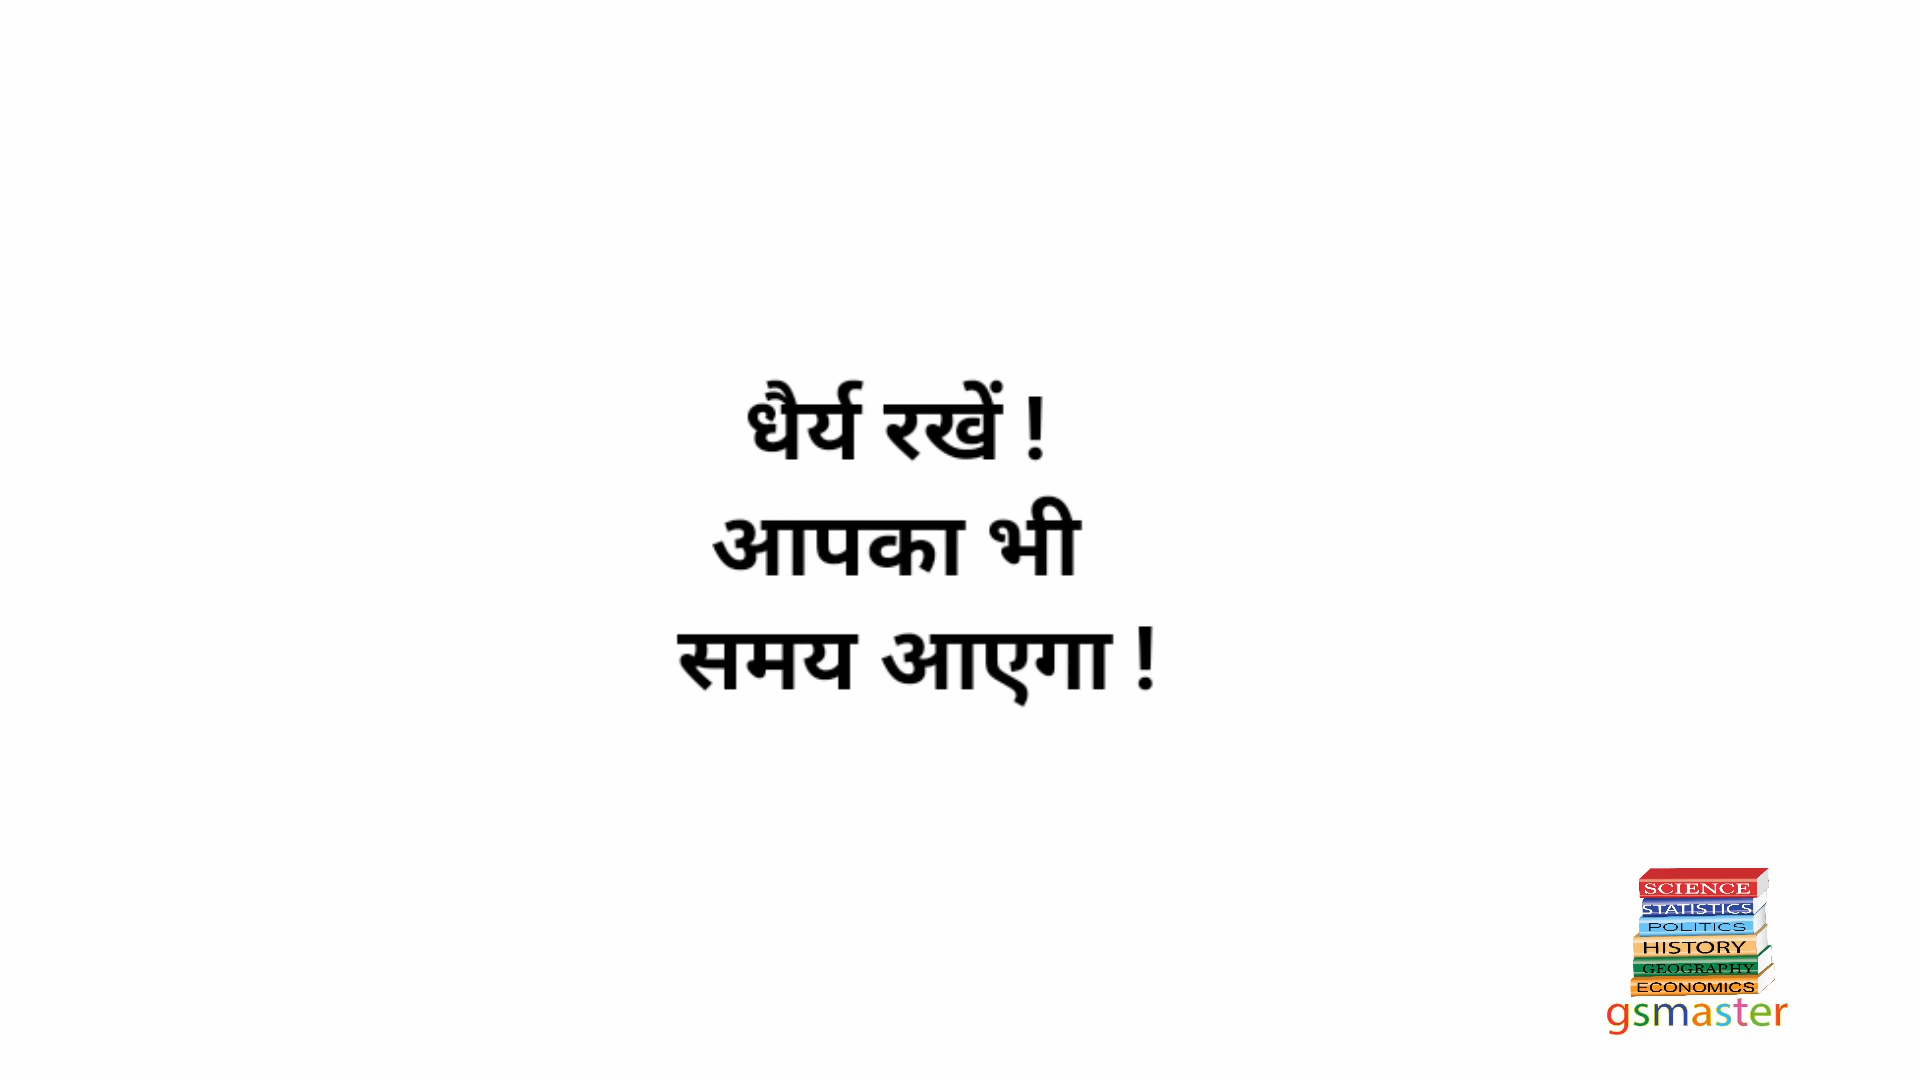 धैर्य रखें !
आपका भी
समय आएगा !
SCIENCE
STATISTICS
POLITICS
HISTORY
GEOGRAPHY
ECONOMICS
gsmaster